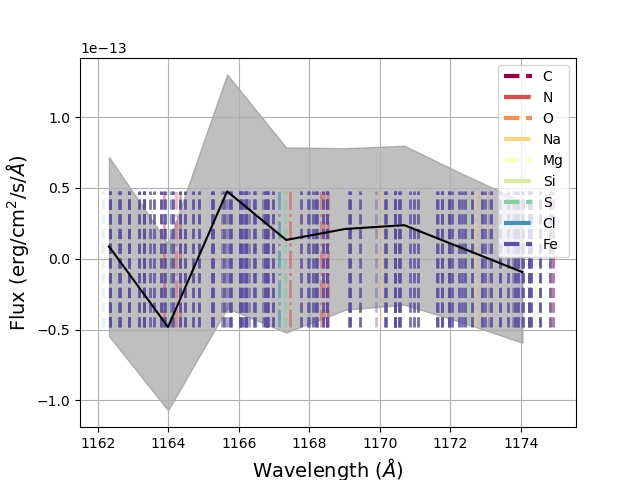 1e−13
1.0
0.5
0.0
−0.5
−1.0
Flux (erg/cm²/s/Å)
1162 1164 1166 1168 1170 1172 1174
Wavelength (Å)
C
N
O
Na
Mg
Si
S
Cl
Fe